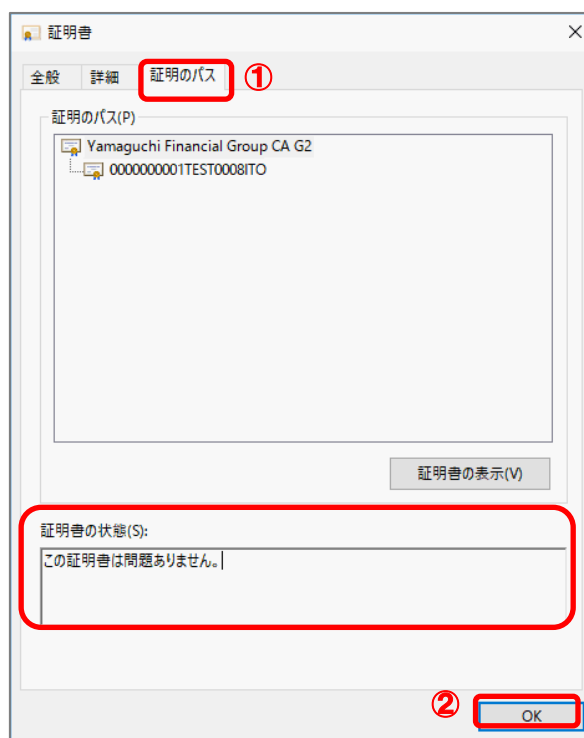 証明書
全般 詳細 証明のパス ①
証明のパス(P)
Yamaguchi Financial Group CA G2
0000000001TEST0008ITO
証明書の表示(V)
証明書の状態(S):
この証明書は問題ありません。
② OK